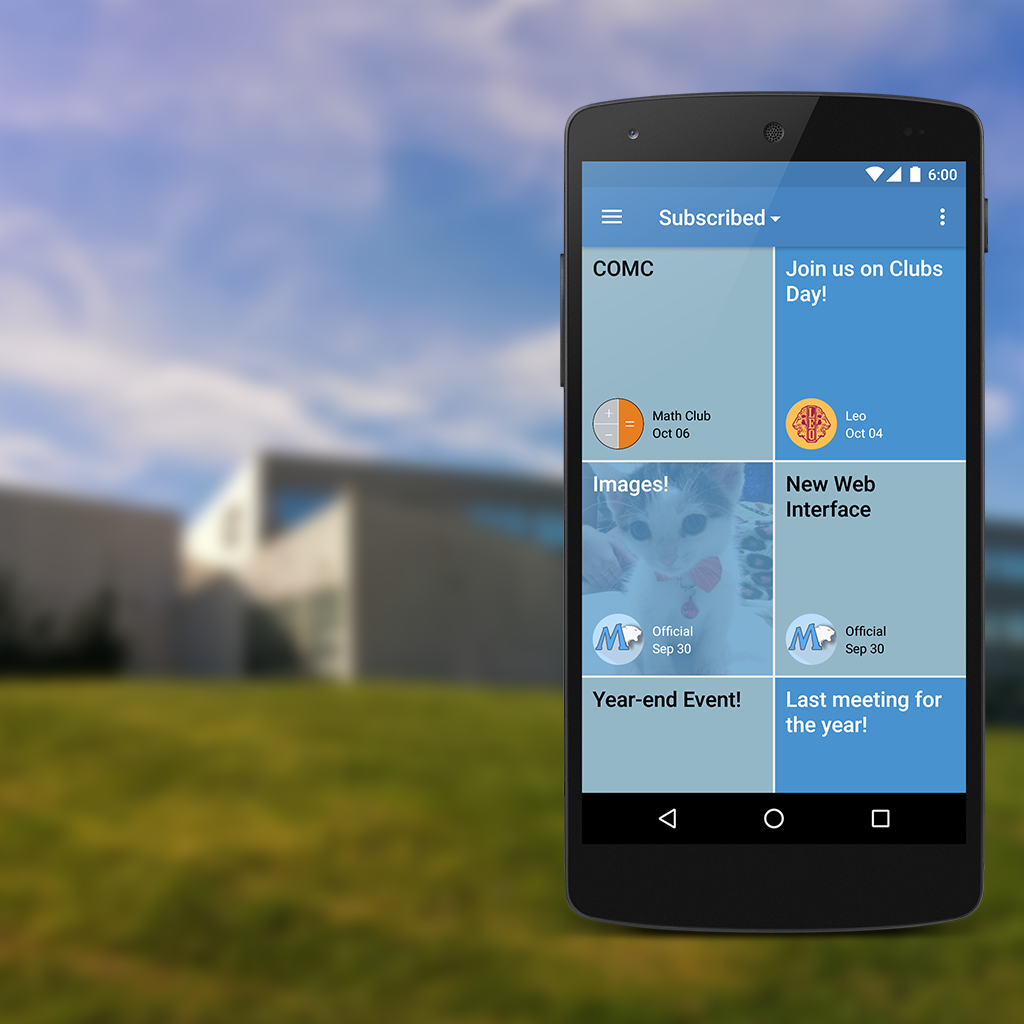 6:00
Subscribed
COMC
Math Club
Oct 06
Join us on Clubs
Day!
LEO
Leo
Oct 04
Images!
M
Official
Sep 30
New Web
Interface
M
Official
Sep 30
Year-end Event!
Last meeting for
the year!